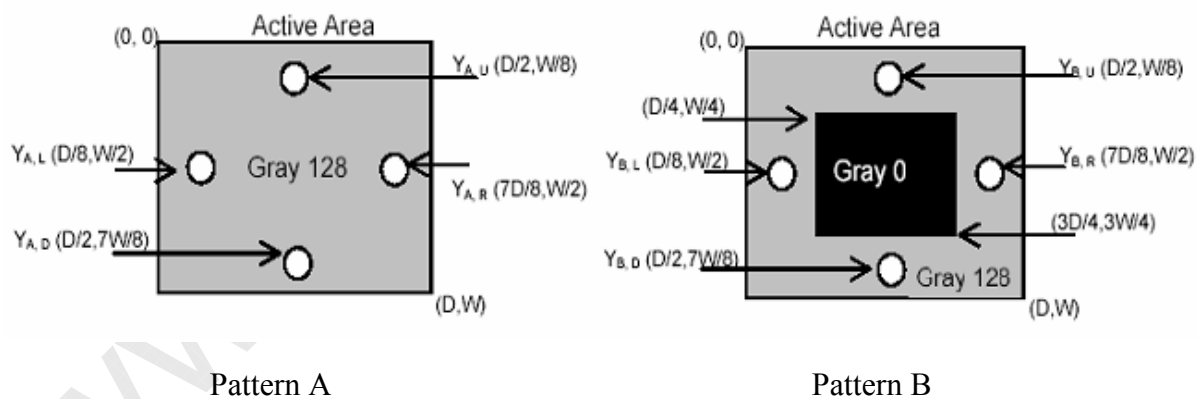 Active Area
(0, 0)
Y_A, U (D/2,W/8)
Y_A, L (D/8,W/2)
Gray 128
Y_A, R (7D/8,W/2)
Y_A, D (D/2,7W/8)
(D,W)
Pattern A
Active Area
(0, 0)
Y_B, U (D/2,W/8)
(D/4,W/4)
Y_B, L (D/8,W/2)
Gray 0
Y_B, R (7D/8,W/2)
(3D/4,3W/4)
Y_B, D (D/2,7W/8)
Gray 128
(D,W)
Pattern B